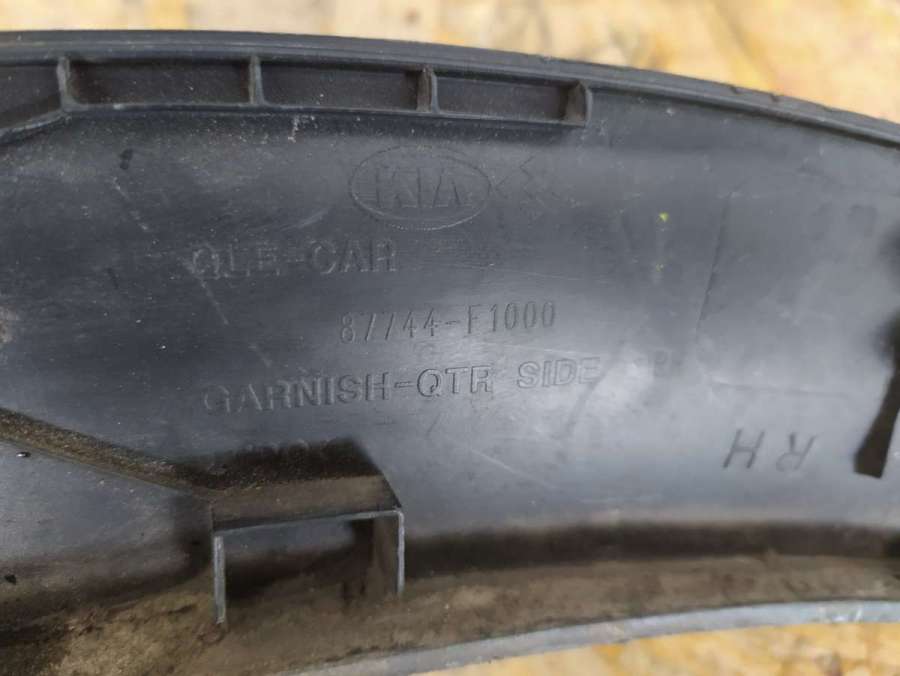 KIA
QLE-CAR
87744-F1000
GARNISH-QTR SIDE
RH